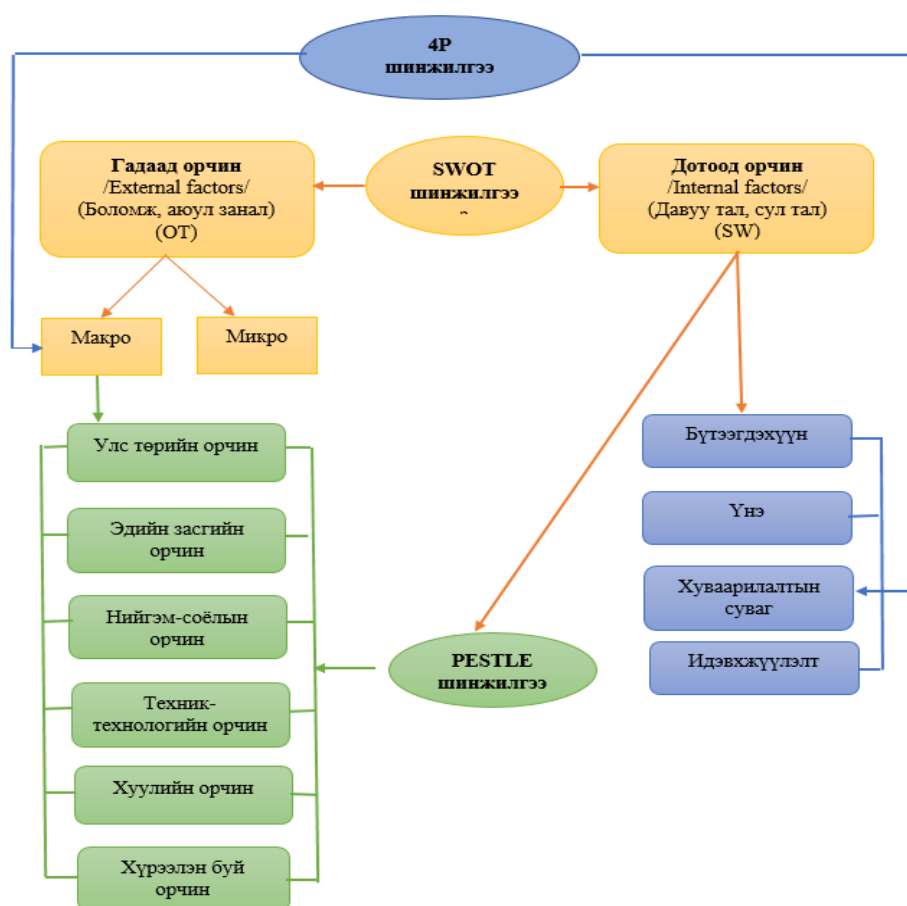 4P
шинжилгээ
Гадаад орчин
/External factors/
(Боломж, аюул занал)
(OT)
SWOT
шинжилгээ
Дотоод орчин
/Internal factors/
(Давуу тал, сул тал)
(SW)
Макро
Микро
Улс төрийн орчин
Эдийн засгийн
орчин
Нийгэм-соёлын
орчин
Техник-
технологийн орчин
Хуулийн орчин
Хүрээлэн буй
орчин
PESTLE
шинжилгээ
Бүтээгдэхүүн
Үнэ
Хуваарилалтын
суваг
Идэвхжүүлэлт